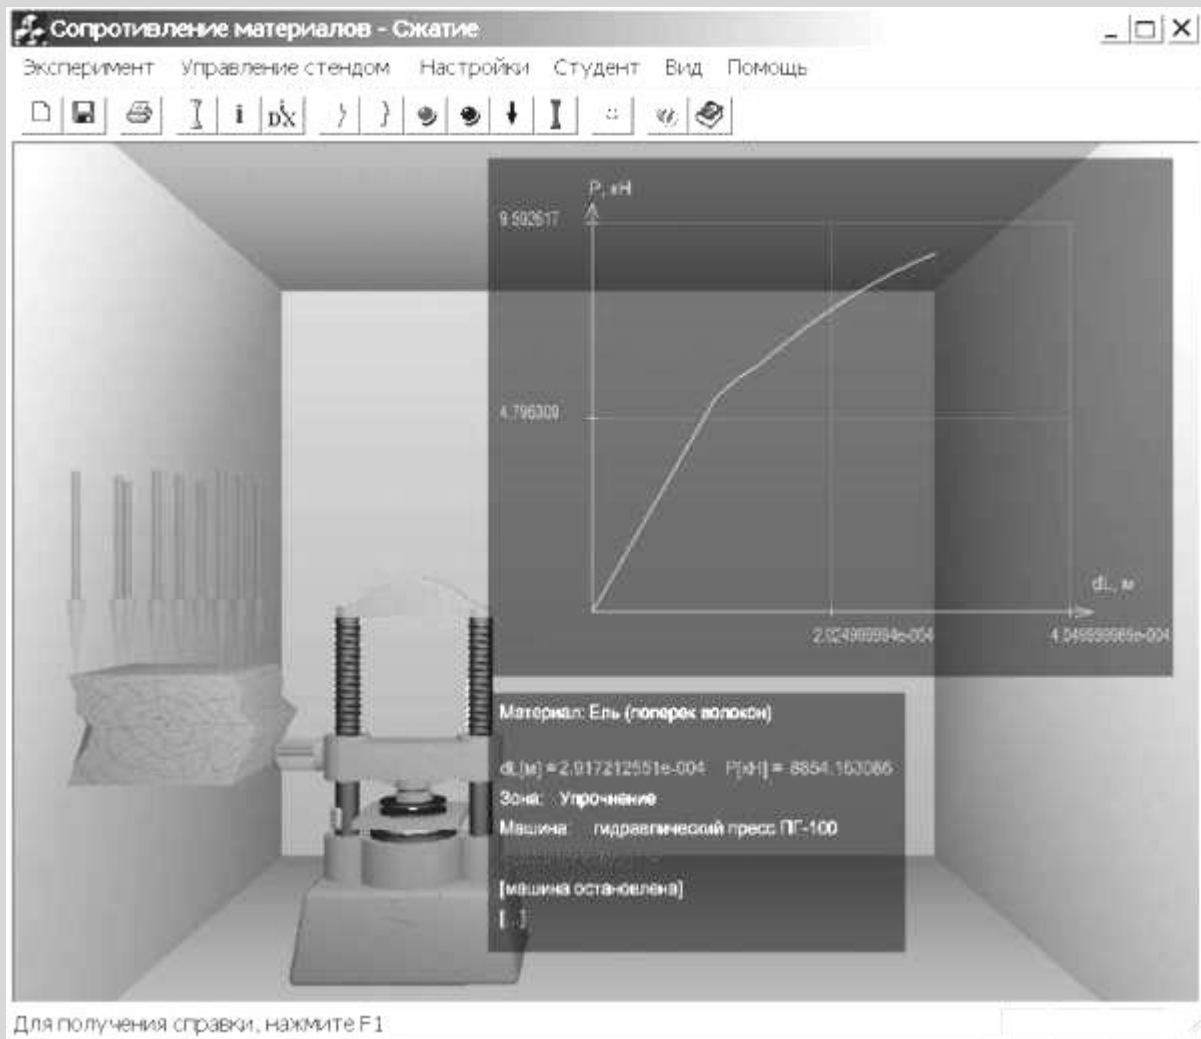 Сопротивление материалов - Сжатие
Эксперимент Управление стендом Настройки Студент Вид Помощь
i DX
P, кН
9.592617
4.796309
dL, м
2.024999994e-004 4.049999989e-004
Материал: Ель (поперек волокон)
dL[м] = 2.917212551e-004 P[кН] = 8854.163086
Зона: Упрочнение
Машина: гидравлический пресс ПГ-100
[машина остановлена]
[...]
Для получения справки, нажмите F1